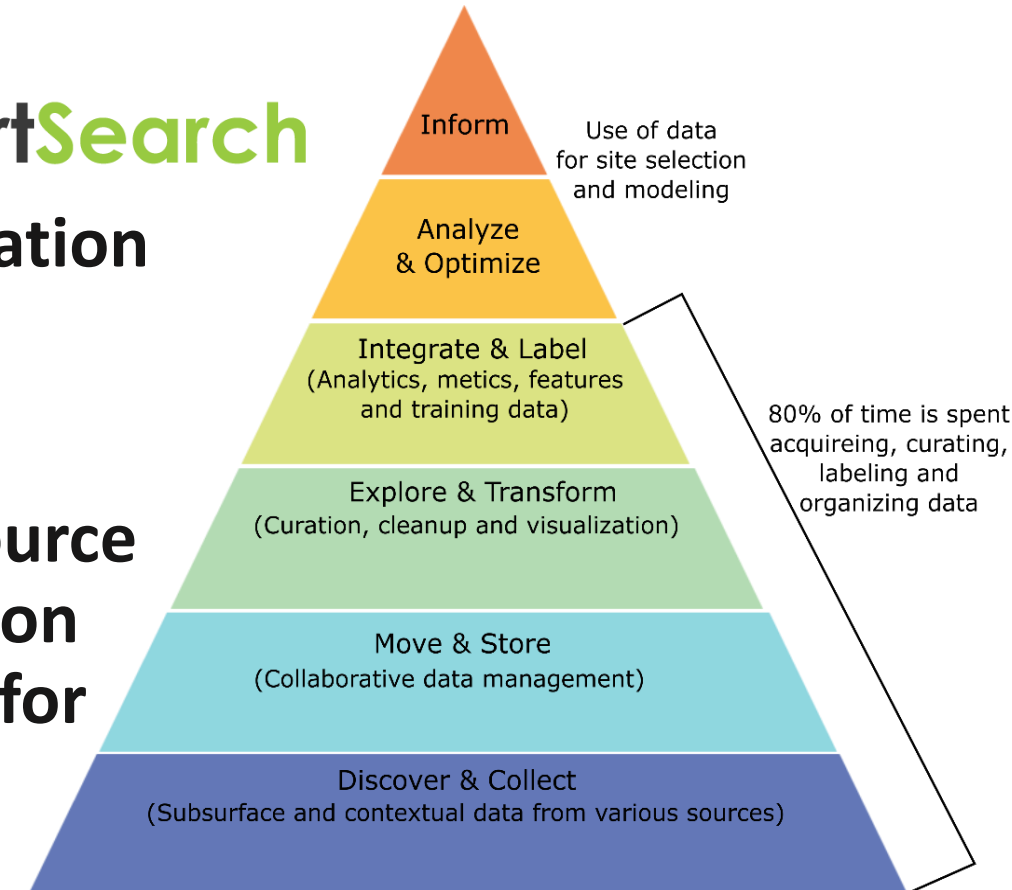 rtSearch
ation
ource
on
for
Inform
Use of data
for site selection
and modeling
Analyze
& Optimize
Integrate & Label
(Analytics, metics, features
and training data)
80% of time is spent
acquireing, curating,
labeling and
organizing data
Explore & Transform
(Curation, cleanup and visualization)
Move & Store
(Collaborative data management)
Discover & Collect
(Subsurface and contextual data from various sources)